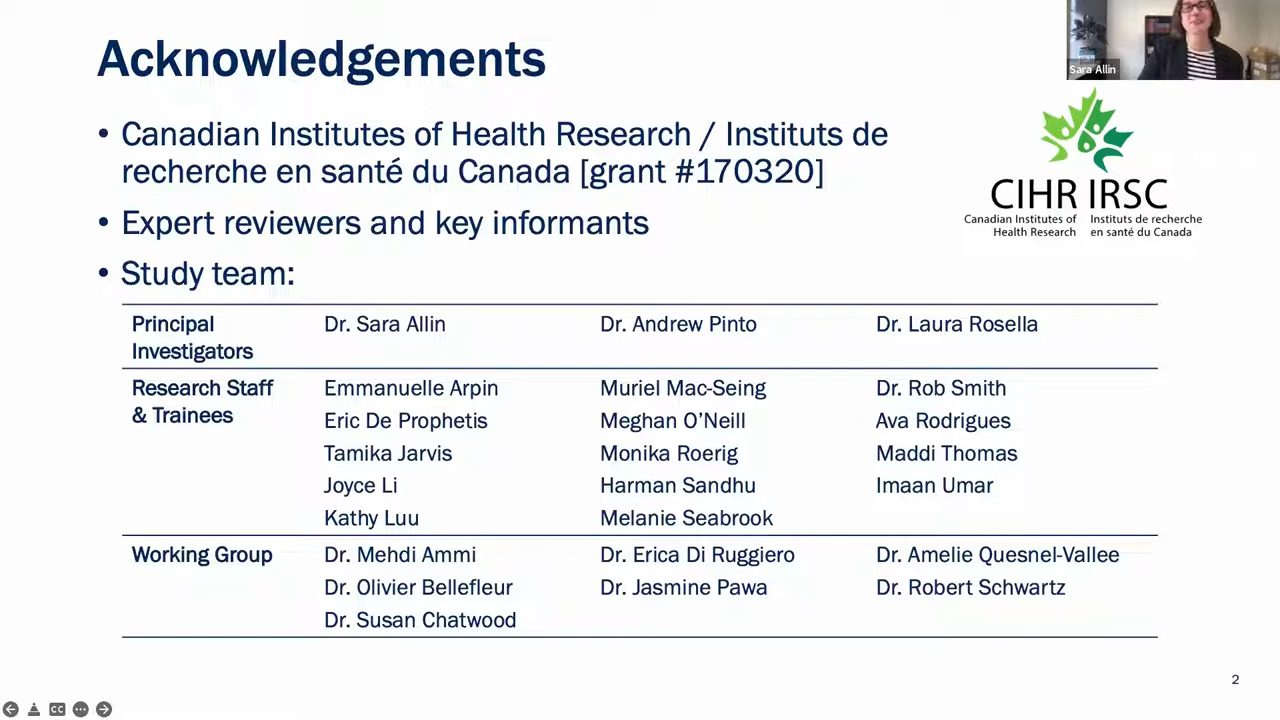 Acknowledgements
Sara Allin
• Canadian Institutes of Health Research / Instituts de
recherche en santé du Canada [grant #170320]
CIHR IRSC
Canadian Institutes of Health Research
Instituts de recherche en santé du Canada
• Expert reviewers and key informants
• Study team:
Principal Investigators
Dr. Sara Allin Dr. Andrew Pinto Dr. Laura Rosella
Research Staff & Trainees
Emmanuelle Arpin Muriel Mac-Seing Dr. Rob Smith
Eric De Prophetis Meghan O’Neill Ava Rodrigues
Tamika Jarvis Monika Roerig Maddi Thomas
Joyce Li Harman Sandhu Imaan Umar
Kathy Luu Melanie Seabrook
Working Group Dr. Mehdi Ammi Dr. Erica Di Ruggiero Dr. Amelie Quesnel-Vallee
Dr. Olivier Bellefleur Dr. Jasmine Pawa Dr. Robert Schwartz
Dr. Susan Chatwood
2
CC